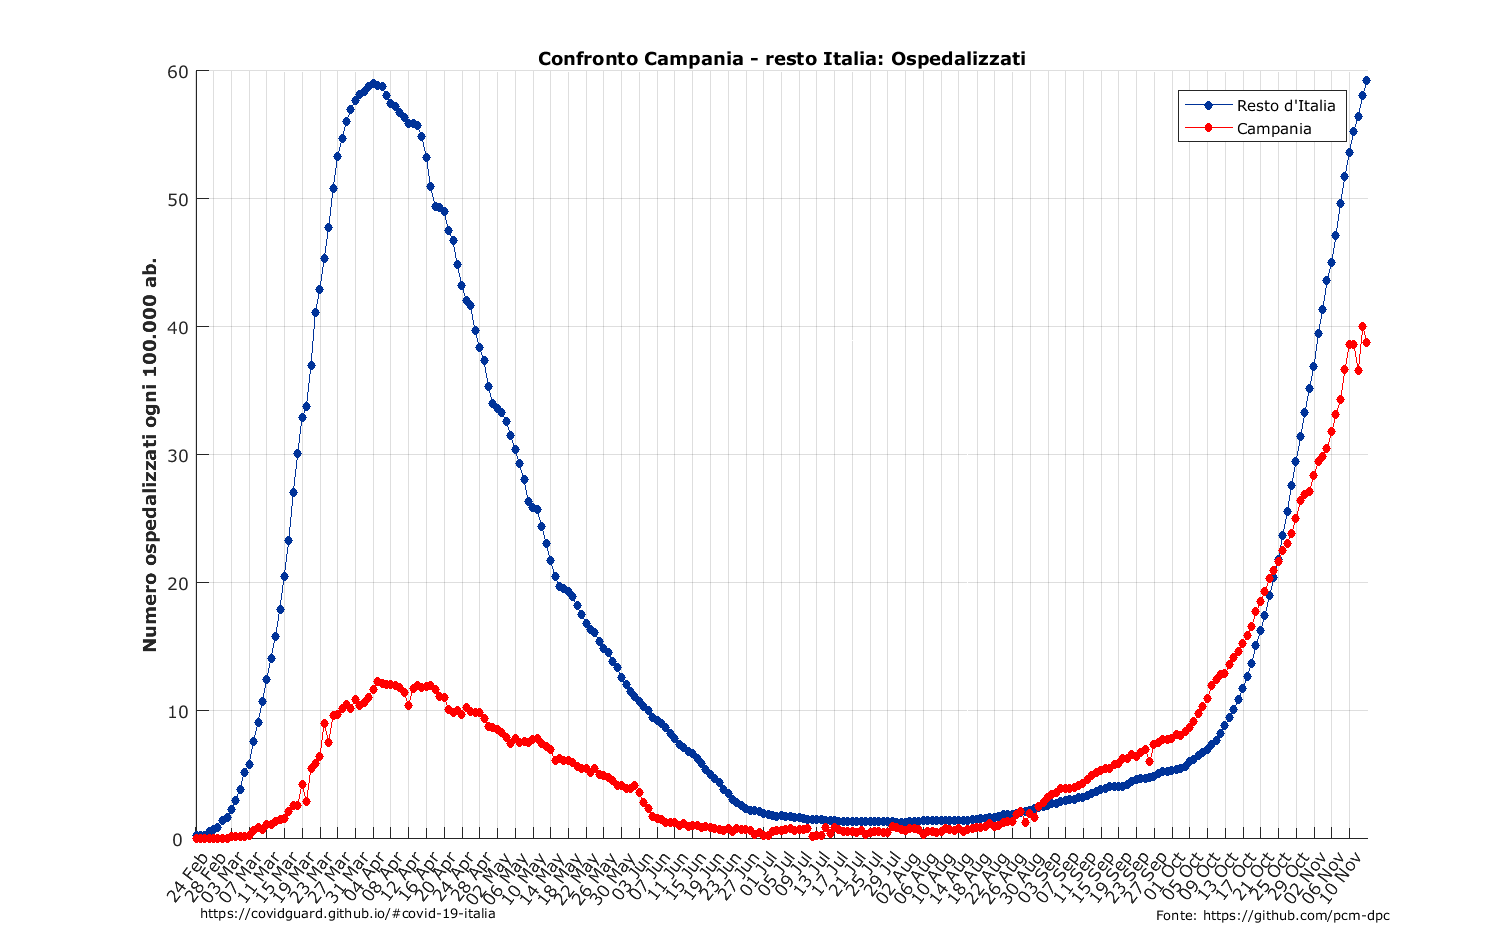 Confronto Campania - resto Italia: Ospedalizzati
Numero ospedalizzati ogni 100.000 ab.
60
50
40
30
20
10
0
Resto d'Italia
Campania
24 Feb
28 Feb
03 Mar
07 Mar
11 Mar
15 Mar
19 Mar
23 Mar
27 Mar
31 Mar
04 Apr
08 Apr
12 Apr
16 Apr
20 Apr
24 Apr
28 Apr
02 May
06 May
10 May
14 May
18 May
22 May
26 May
30 May
03 Jun
07 Jun
11 Jun
15 Jun
19 Jun
23 Jun
27 Jun
01 Jul
05 Jul
09 Jul
13 Jul
17 Jul
21 Jul
25 Jul
29 Jul
02 Aug
06 Aug
10 Aug
14 Aug
18 Aug
22 Aug
26 Aug
30 Aug
03 Sep
07 Sep
11 Sep
15 Sep
19 Sep
23 Sep
27 Sep
01 Oct
05 Oct
09 Oct
13 Oct
17 Oct
21 Oct
25 Oct
29 Oct
02 Nov
06 Nov
10 Nov
https://covidguard.github.io/#covid-19-italia
Fonte: https://github.com/pcm-dpc